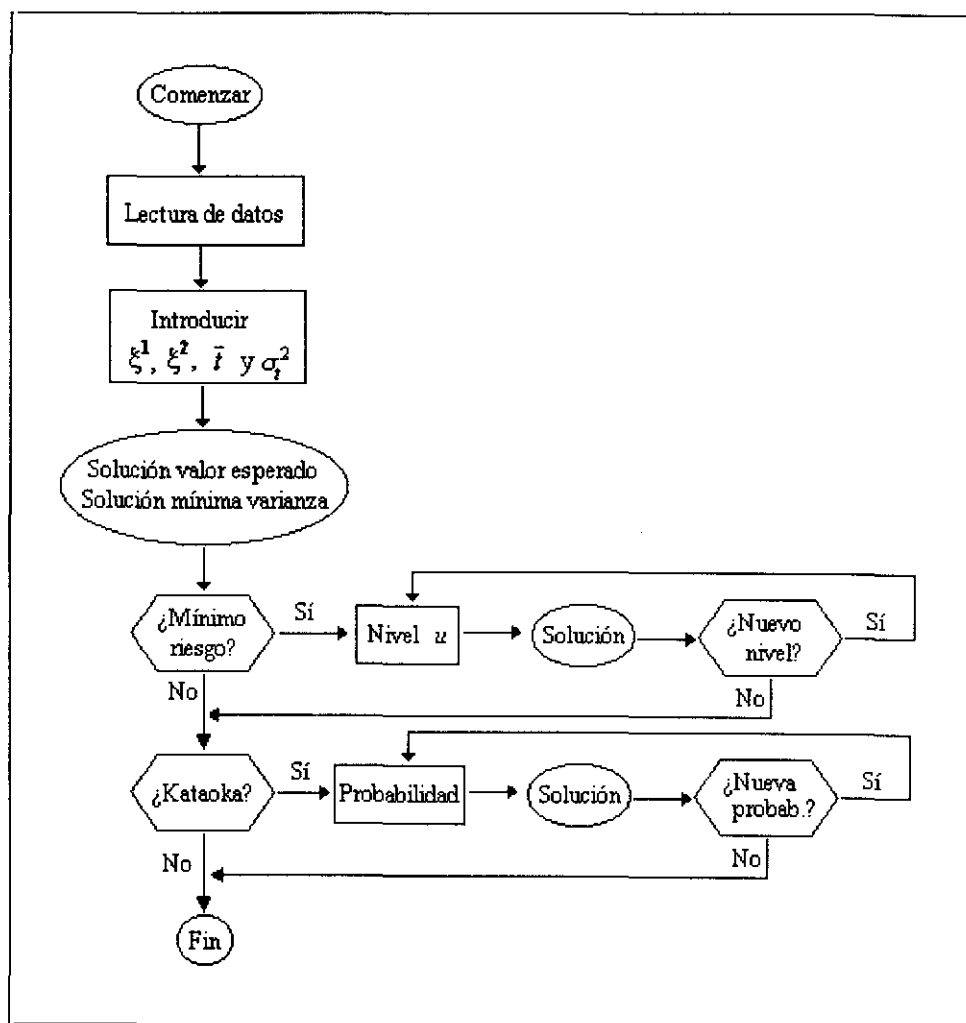 Comenzar
Lectura de datos
Introducir
ξ¹, ξ², t̄ y σₜ²
Solución valor esperado
Solución mínima varianza
¿Mínimo
riesgo?
Sí
Nivel u
Solución
¿Nuevo
nivel?
Sí
No
No
¿Kataoka?
Sí
Probabilidad
Solución
¿Nueva
probab.?
Sí
No
No
Fin